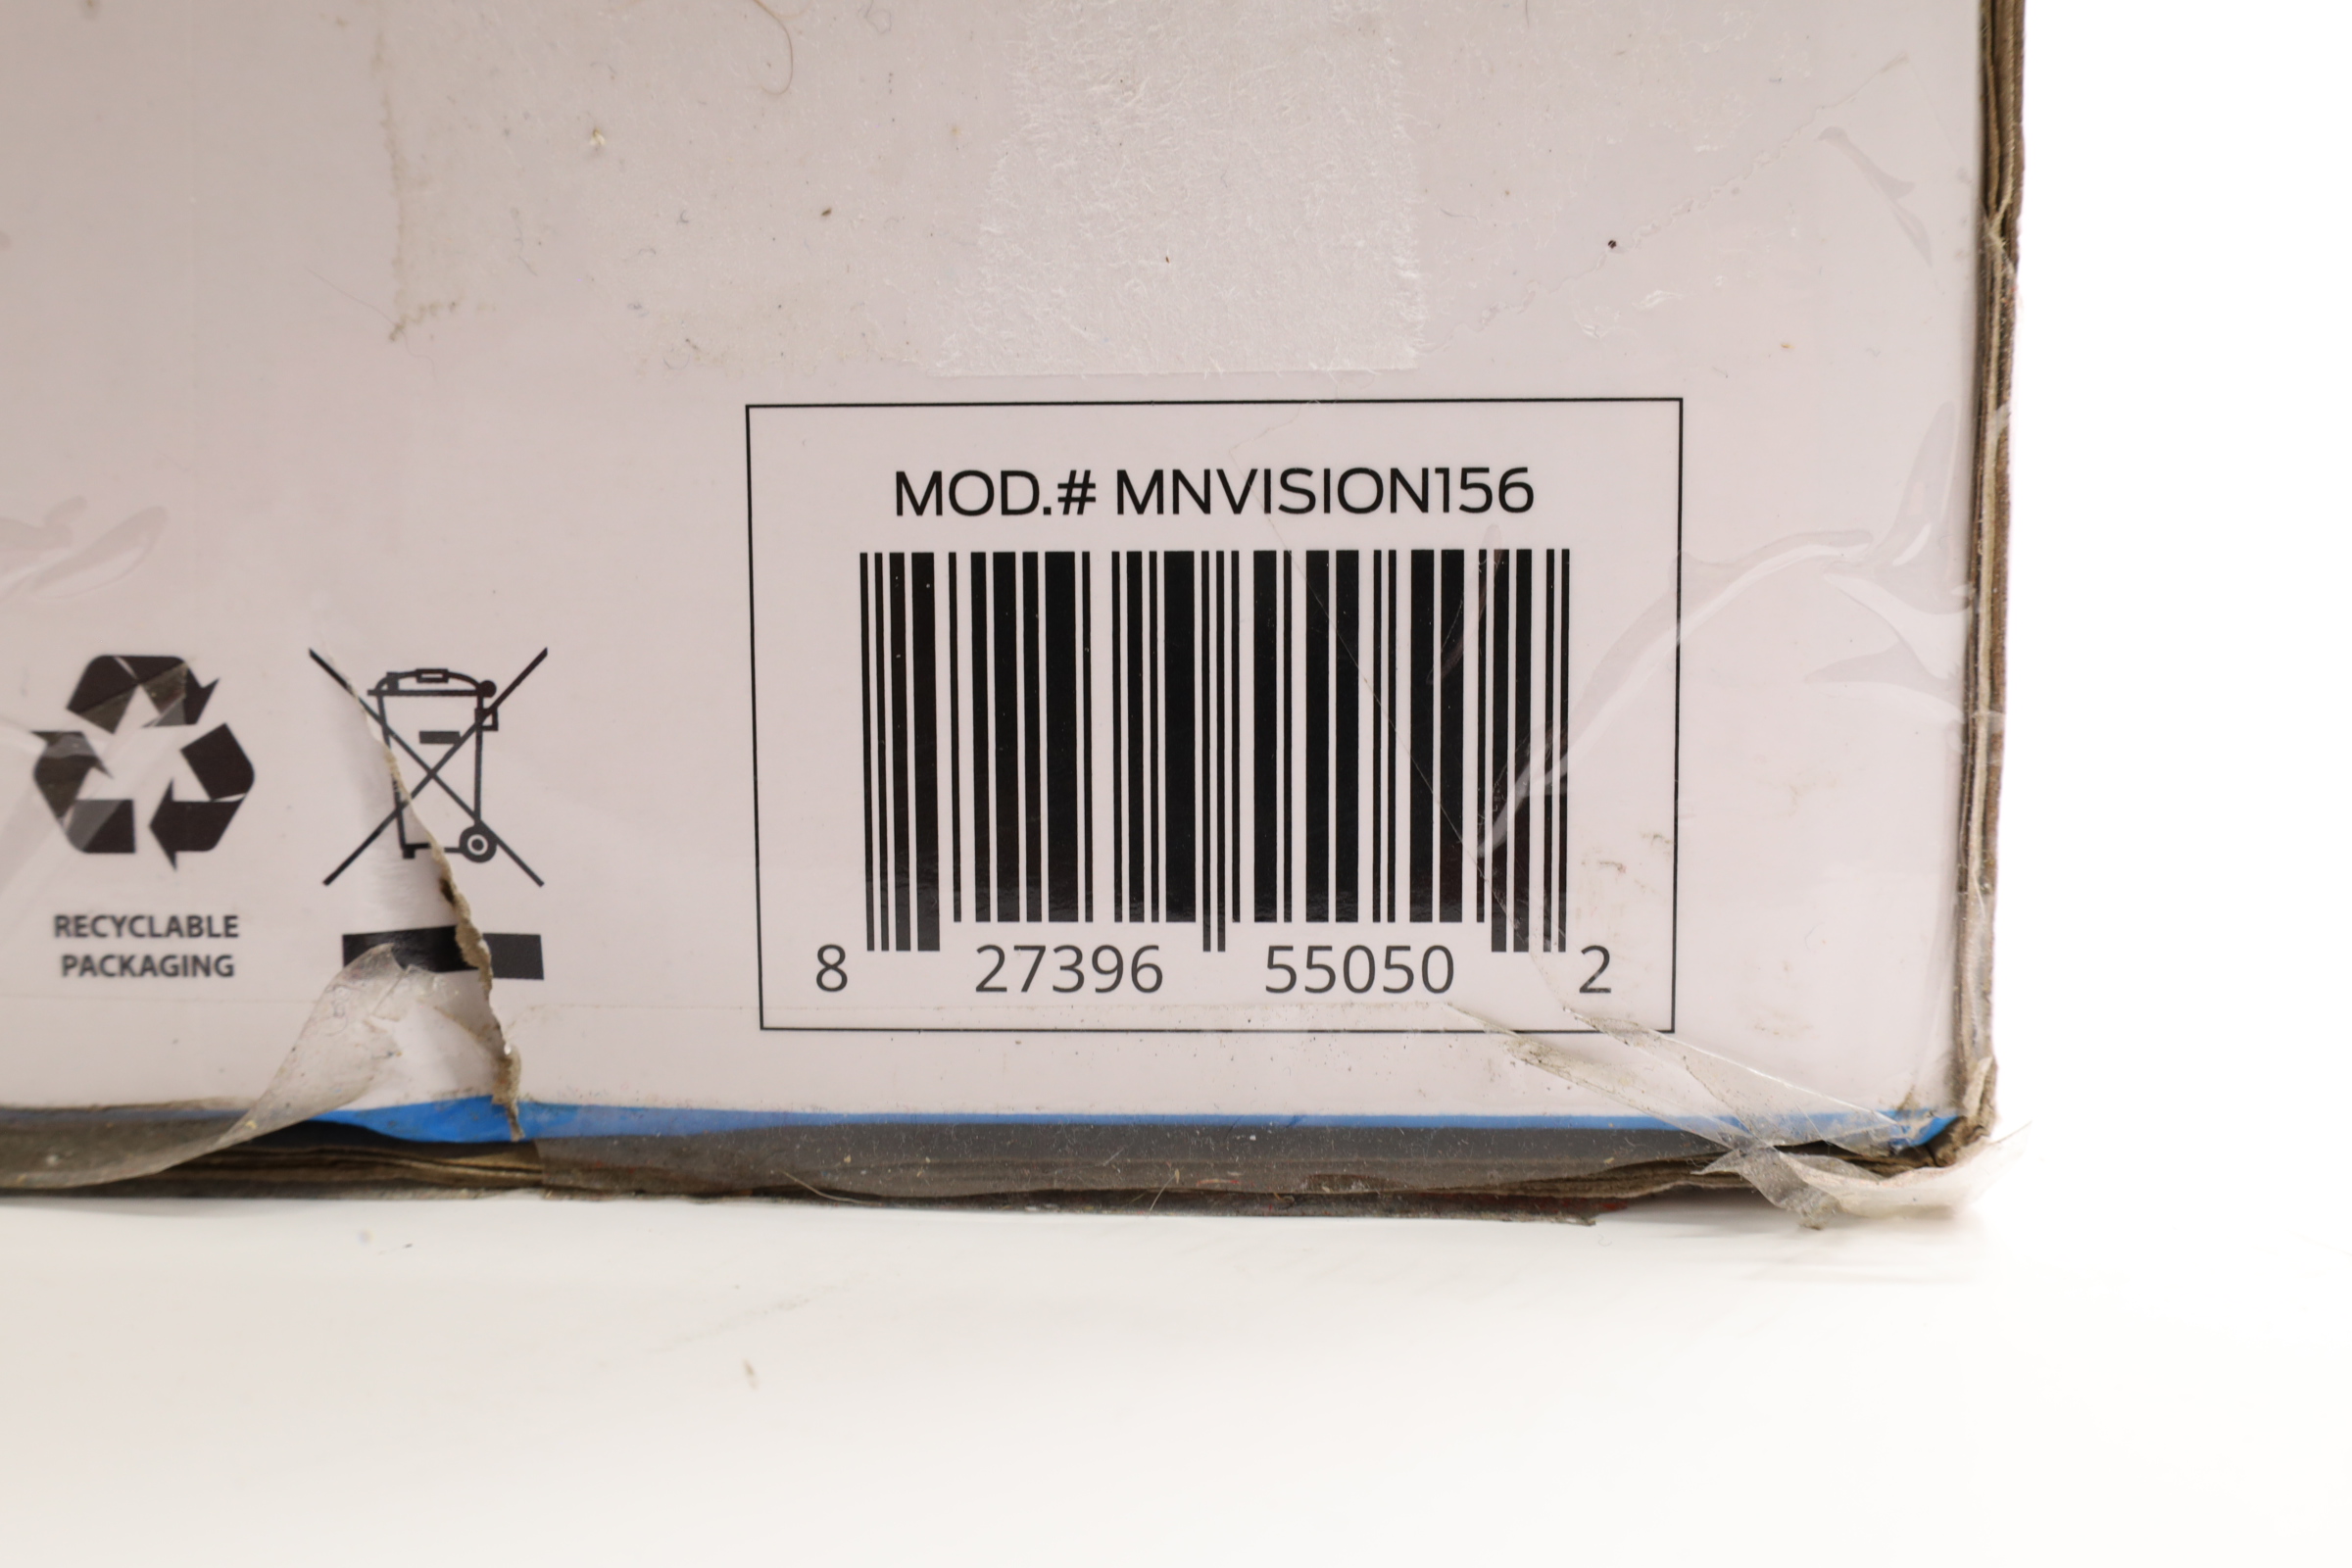 MOD.# MNVISION156
8 27396 55050 2
RECYCLABLE
PACKAGING